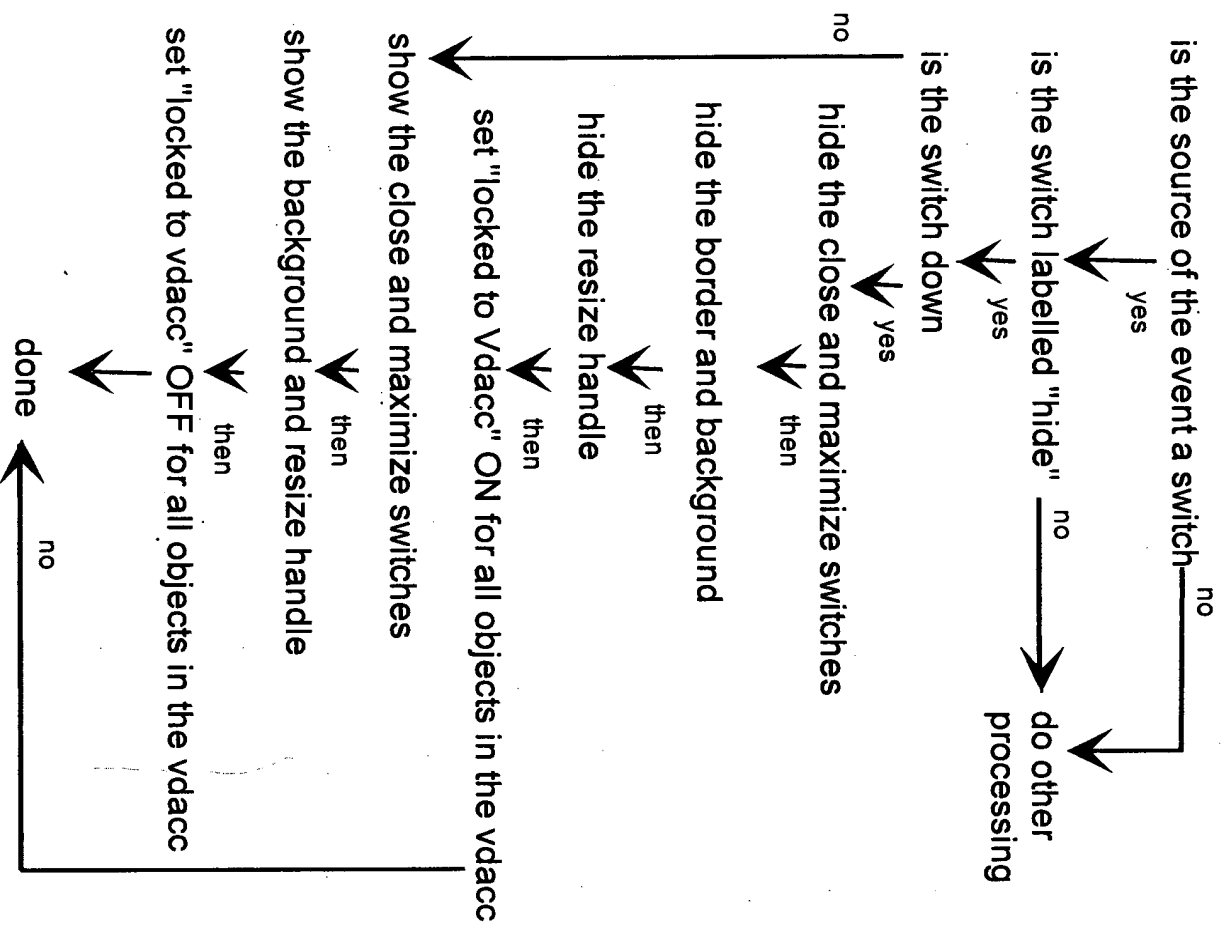 is the source of the event a switch
no
yes
is the switch labelled "hide"
no
do other
processing
yes
is the switch down
no
yes
hide the close and maximize switches
then
hide the border and background
then
hide the resize handle
then
set "locked to Vdacc" ON for all objects in the vdacc
show the close and maximize switches
then
show the background and resize handle
then
set "locked to vdacc" OFF for all objects in the vdacc
no
done